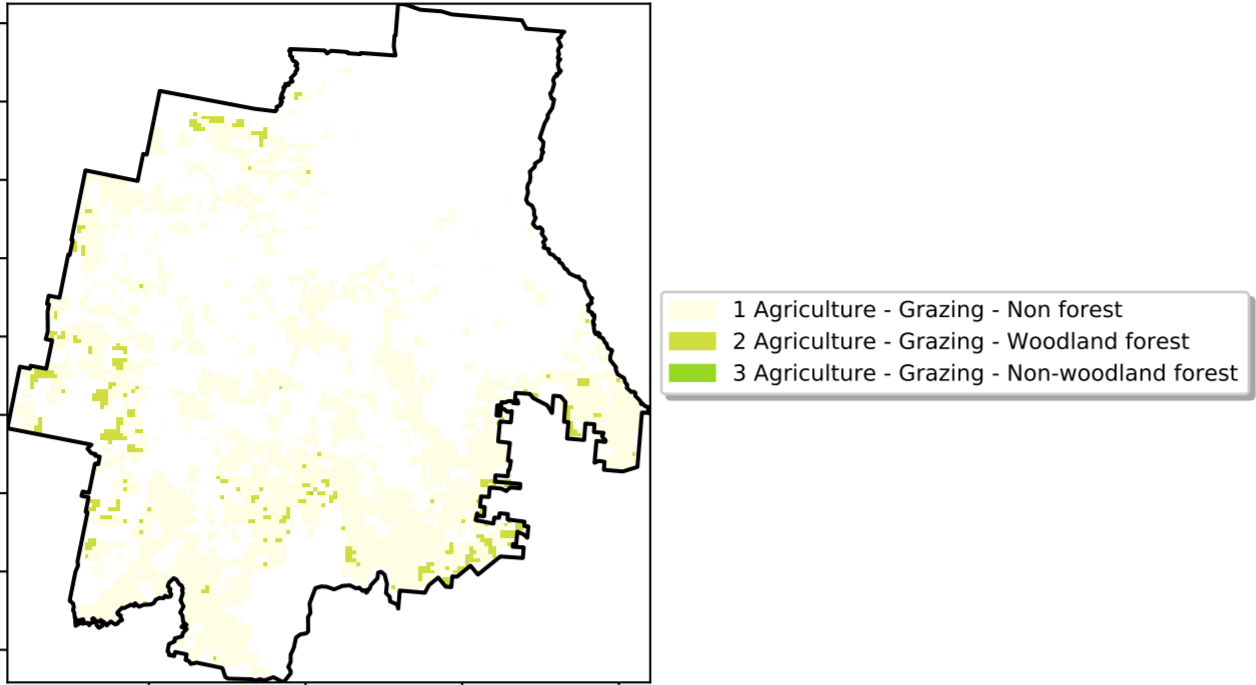 1 Agriculture - Grazing - Non forest
2 Agriculture - Grazing - Woodland forest
3 Agriculture - Grazing - Non-woodland forest